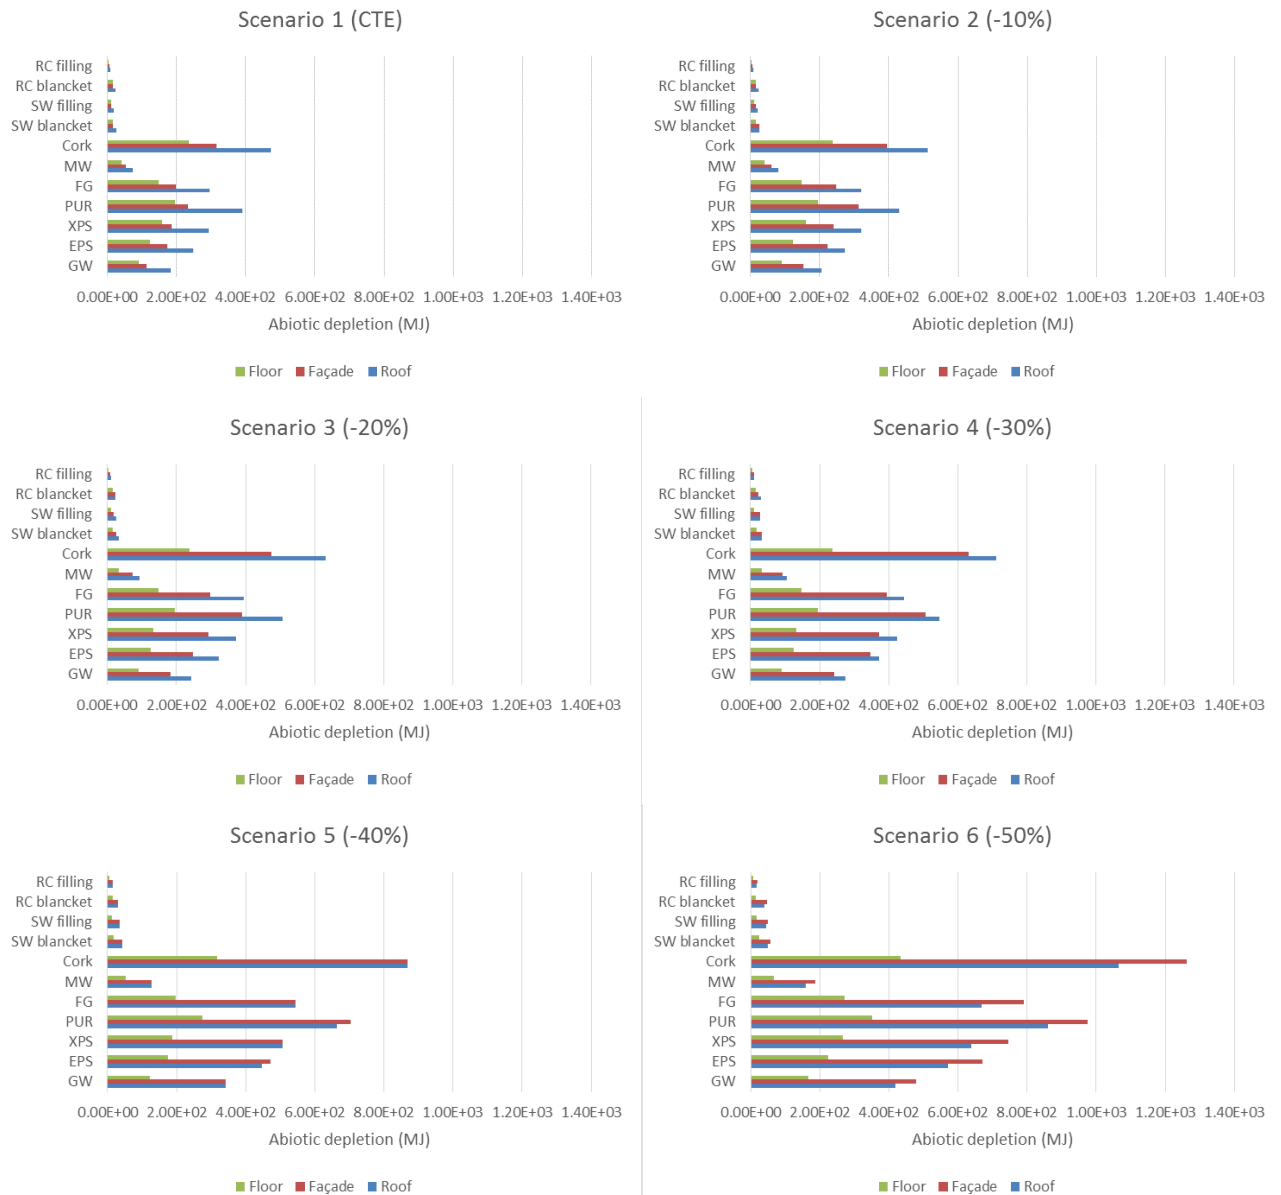 Scenario 1 (CTE)
RC filling
RC blancket
SW filling
SW blancket
Cork
MW
FG
PUR
XPS
EPS
GW
0.00E+00 2.00E+02 4.00E+02 6.00E+02 8.00E+02 1.00E+03 1.20E+03 1.40E+03
Abiotic depletion (MJ)
Floor Façade Roof
Scenario 2 (-10%)
RC filling
RC blancket
SW filling
SW blancket
Cork
MW
FG
PUR
XPS
EPS
GW
0.00E+00 2.00E+02 4.00E+02 6.00E+02 8.00E+02 1.00E+03 1.20E+03 1.40E+03
Abiotic depletion (MJ)
Floor Façade Roof
Scenario 3 (-20%)
RC filling
RC blancket
SW filling
SW blancket
Cork
MW
FG
PUR
XPS
EPS
GW
0.00E+00 2.00E+02 4.00E+02 6.00E+02 8.00E+02 1.00E+03 1.20E+03 1.40E+03
Abiotic depletion (MJ)
Floor Façade Roof
Scenario 4 (-30%)
RC filling
RC blancket
SW filling
SW blancket
Cork
MW
FG
PUR
XPS
EPS
GW
0.00E+00 2.00E+02 4.00E+02 6.00E+02 8.00E+02 1.00E+03 1.20E+03 1.40E+03
Abiotic depletion (MJ)
Floor Façade Roof
Scenario 5 (-40%)
RC filling
RC blancket
SW filling
SW blancket
Cork
MW
FG
PUR
XPS
EPS
GW
0.00E+00 2.00E+02 4.00E+02 6.00E+02 8.00E+02 1.00E+03 1.20E+03 1.40E+03
Abiotic depletion (MJ)
Floor Façade Roof
Scenario 6 (-50%)
RC filling
RC blancket
SW filling
SW blancket
Cork
MW
FG
PUR
XPS
EPS
GW
0.00E+00 2.00E+02 4.00E+02 6.00E+02 8.00E+02 1.00E+03 1.20E+03 1.40E+03
Abiotic depletion (MJ)
Floor Façade Roof